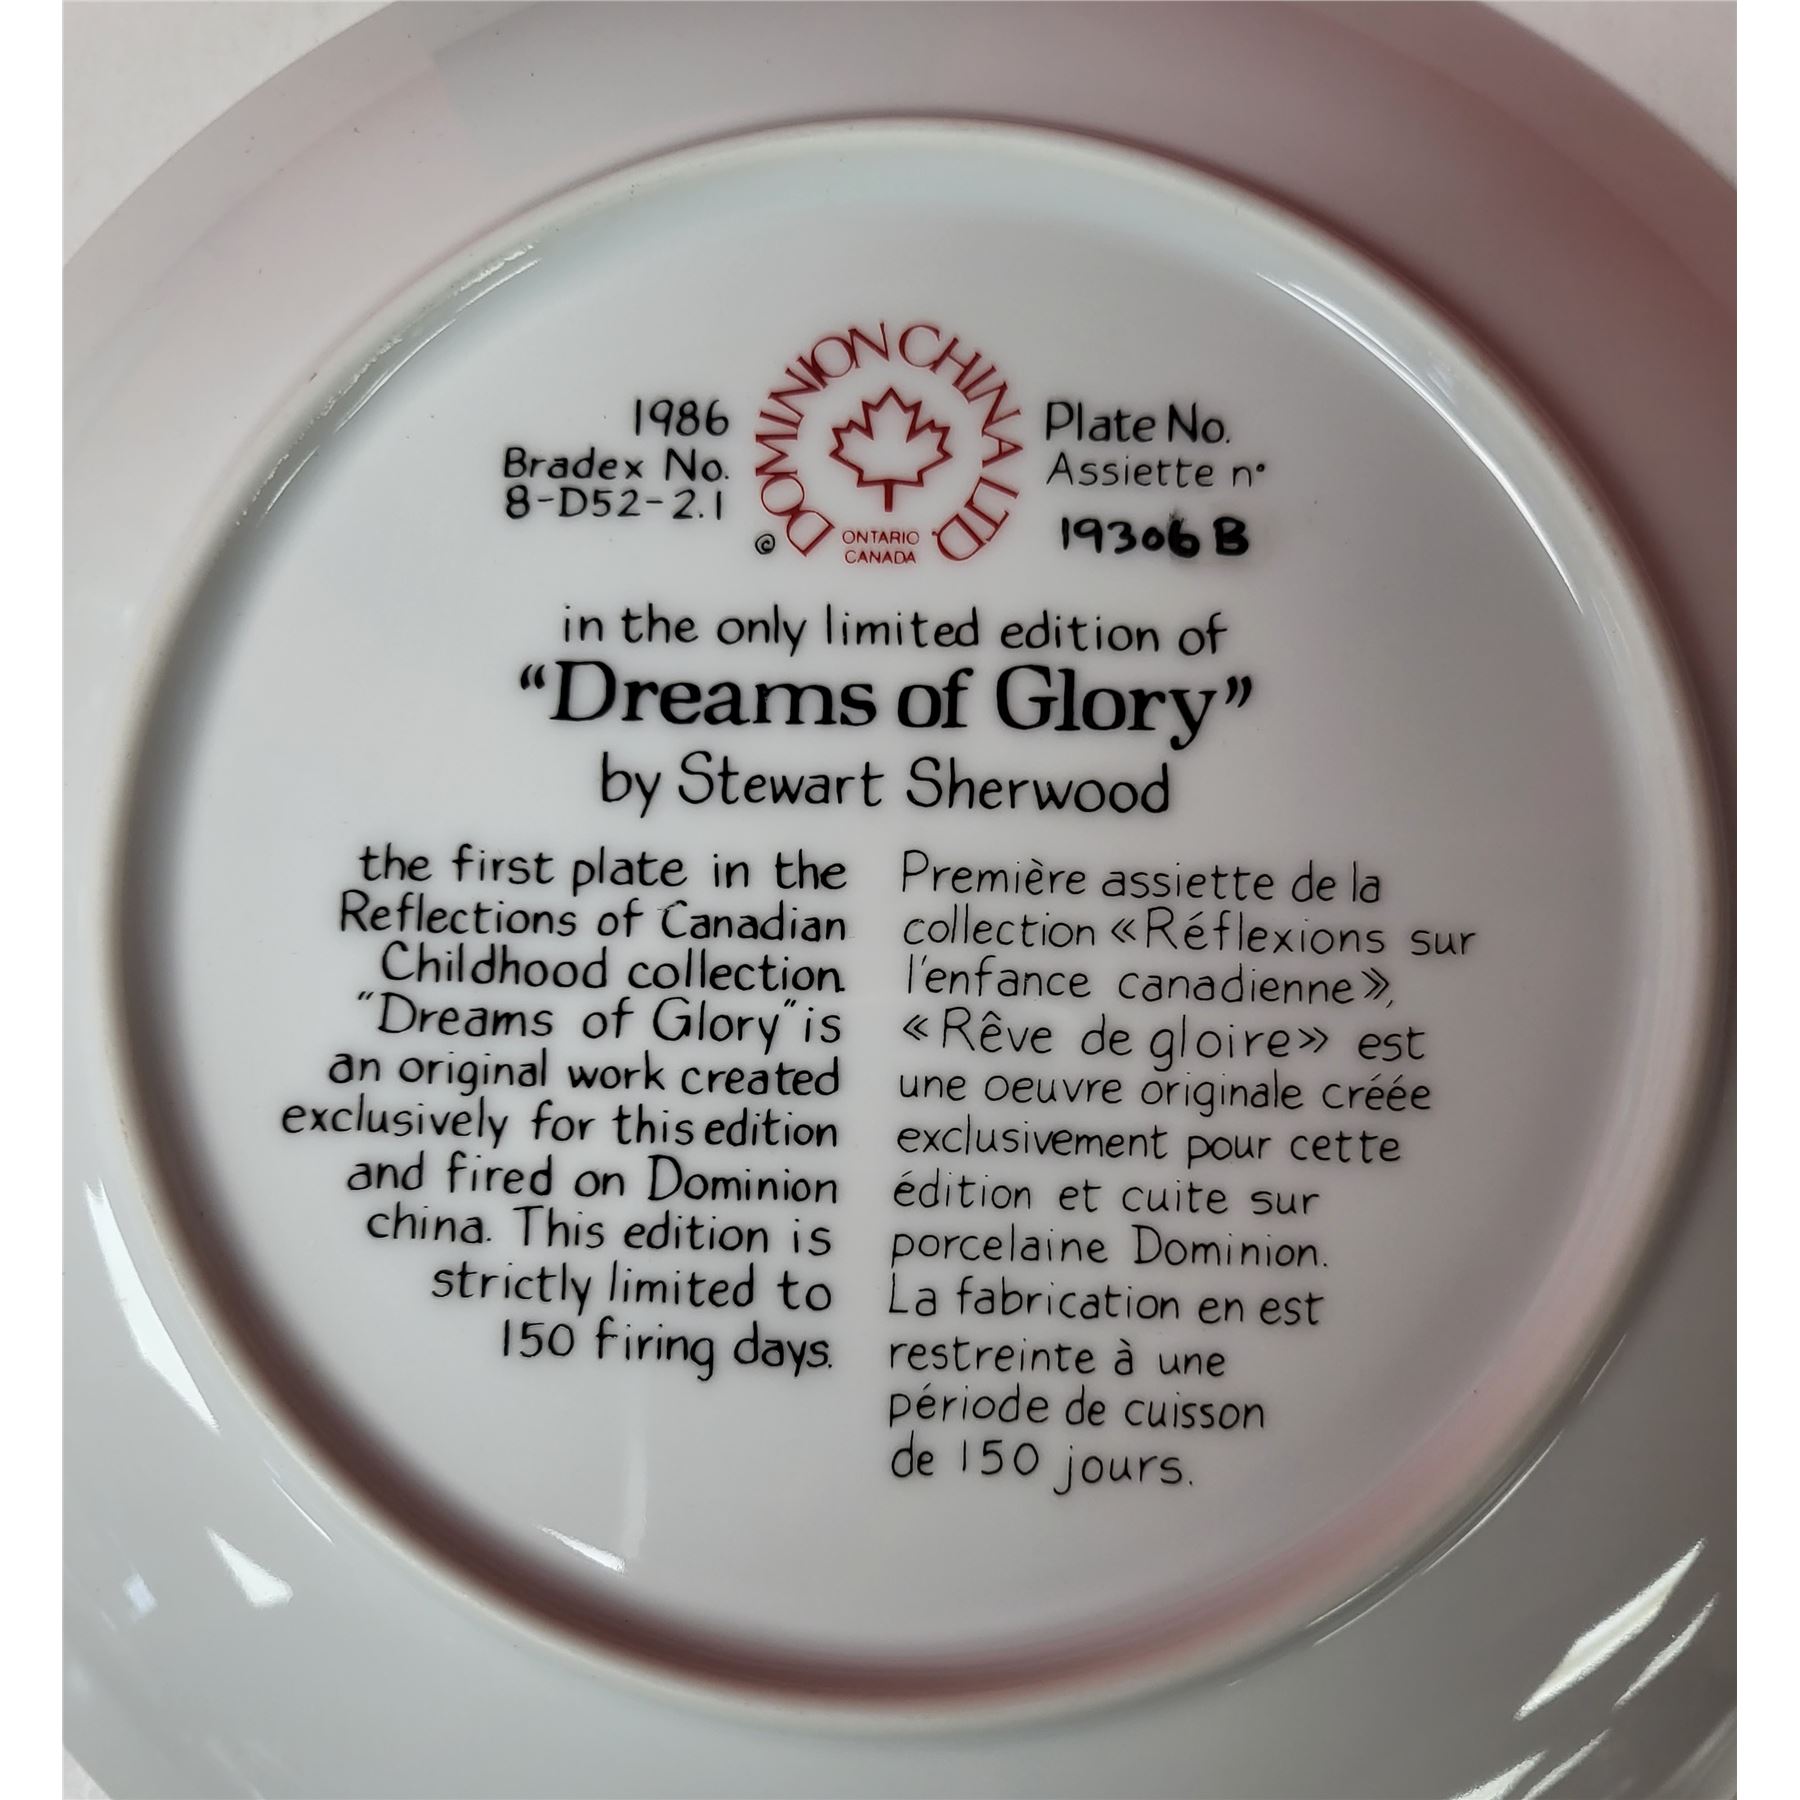 1986
Bradex No.
8-D52-2.1
DOMINION CHINA LTD
ONTARIO
CANADA
©
Plate No.
Assiette n°
19306 B
in the only limited edition of
“Dreams of Glory”
by Stewart Sherwood
the first plate in the
Reflections of Canadian
Childhood collection.
"Dreams of Glory" is
an original work created
exclusively for this edition
and fired on Dominion
china. This edition is
strictly limited to
150 firing days.
Première assiette de la
collection «Réflexions sur
l'enfance canadienne»,
«Rêve de gloire» est
une oeuvre originale créée
exclusivement pour cette
édition et cuite sur
porcelaine Dominion.
La fabrication en est
restreinte à une
période de cuisson
de 150 jours.